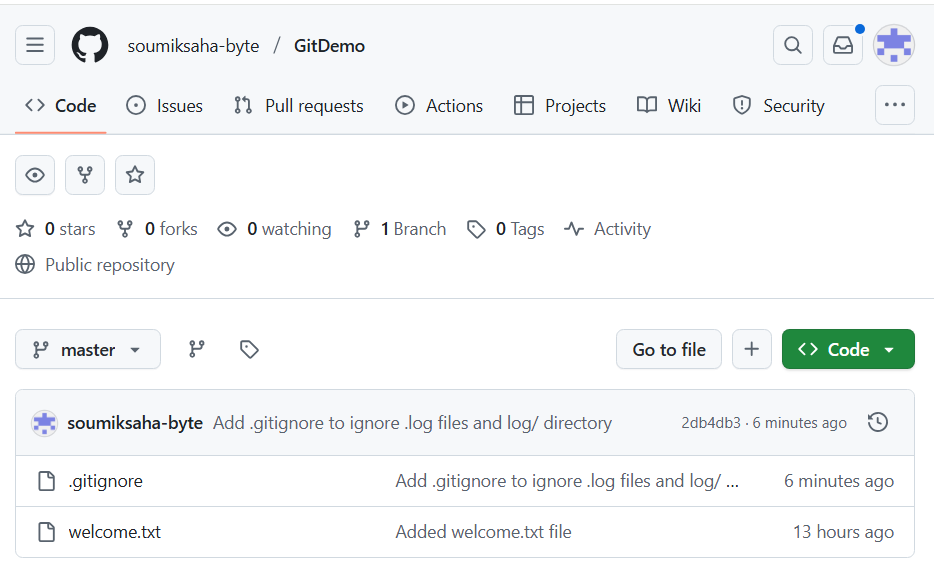 soumiksaha-byte / GitDemo
Code Issues Pull requests Actions Projects Wiki Security
0 stars 0 forks 0 watching 1 Branch 0 Tags Activity
Public repository
master Go to file Code
soumiksaha-byte Add .gitignore to ignore .log files and log/ directory 2db4db3 · 6 minutes ago
.gitignore Add .gitignore to ignore .log files and log/ ... 6 minutes ago
welcome.txt Added welcome.txt file 13 hours ago